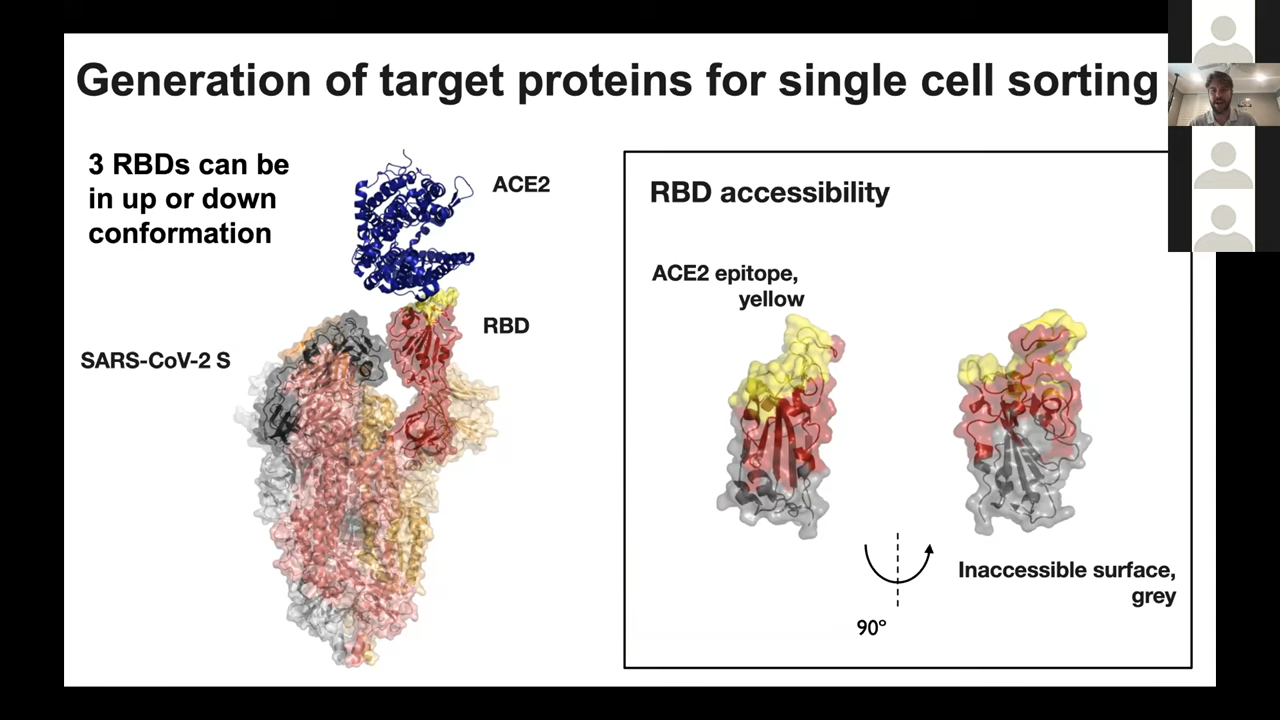 Generation of target proteins for single cell sorting
3 RBDs can be
in up or down
conformation
ACE2
RBD
SARS-CoV-2 S
RBD accessibility
ACE2 epitope,
yellow
Inaccessible surface,
grey
90º